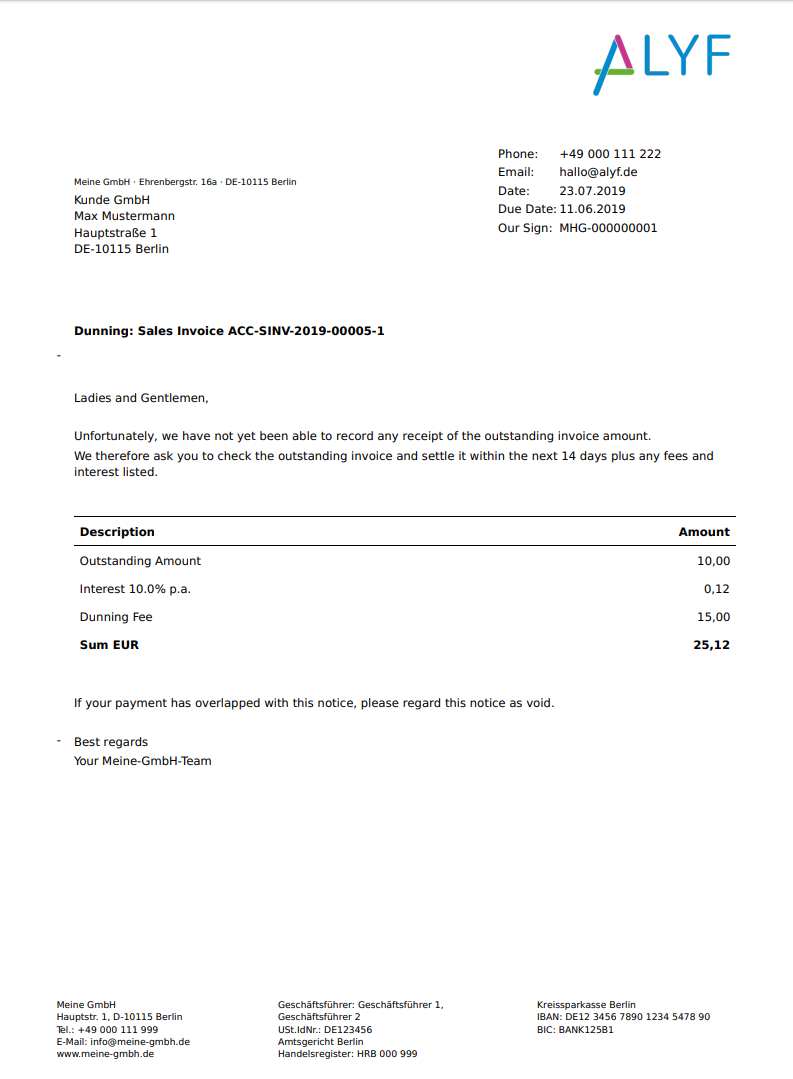 ALYF
Phone: +49 000 111 222
Email: hallo@alyf.de
Date: 23.07.2019
Due Date: 11.06.2019
Our Sign: MHG-000000001
Meine GmbH · Ehrenbergstr. 16a · DE-10115 Berlin
Kunde GmbH
Max Mustermann
Hauptstraße 1
DE-10115 Berlin
Dunning: Sales Invoice ACC-SINV-2019-00005-1
-
Ladies and Gentlemen,
Unfortunately, we have not yet been able to record any receipt of the outstanding invoice amount.
We therefore ask you to check the outstanding invoice and settle it within the next 14 days plus any fees and
interest listed.
Description Amount
Outstanding Amount 10,00
Interest 10.0% p.a. 0,12
Dunning Fee 15,00
Sum EUR 25,12
If your payment has overlapped with this notice, please regard this notice as void.
- Best regards
Your Meine-GmbH-Team
Meine GmbH
Hauptstr. 1, D-10115 Berlin
Tel.: +49 000 111 999
E-Mail: info@meine-gmbh.de
www.meine-gmbh.de
Geschäftsführer: Geschäftsführer 1,
Geschäftsführer 2
USt.IdNr.: DE123456
Amtsgericht Berlin
Handelsregister: HRB 000 999
Kreissparkasse Berlin
IBAN: DE12 3456 7890 1234 5478 90
BIC: BANK125B1